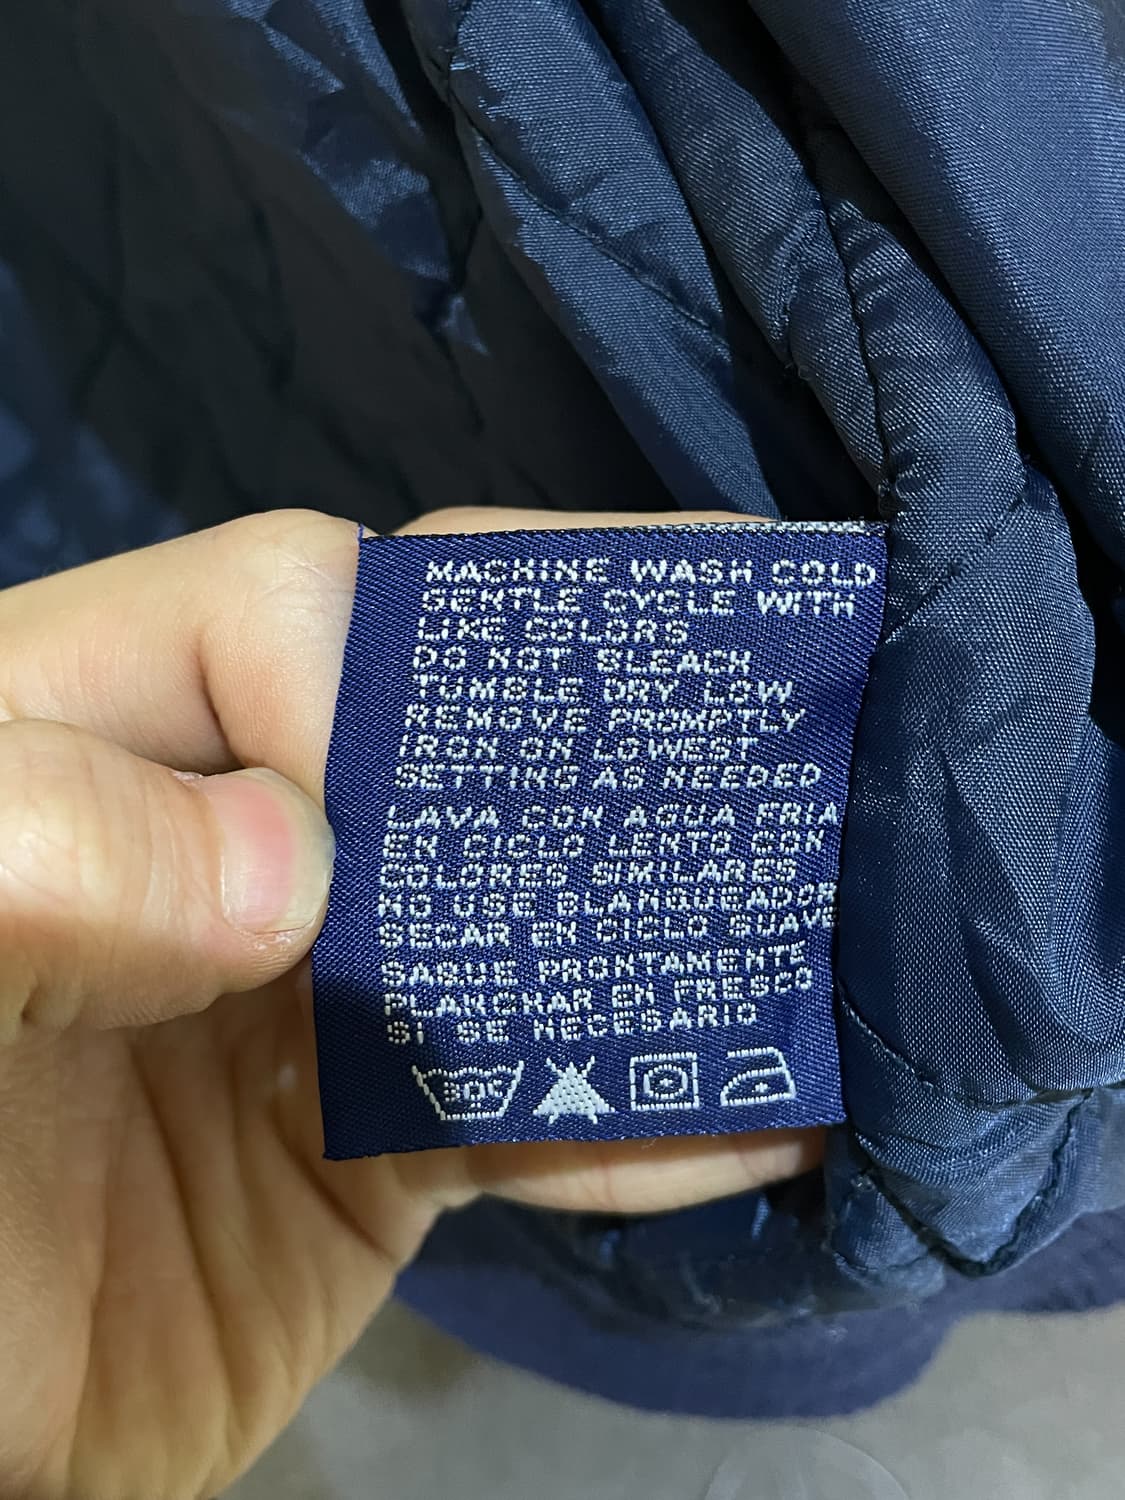 MACHINE WASH COLD
GENTLE CYCLE WITH
LIKE COLORS
DO NOT BLEACH
TUMBLE DRY LOW
REMOVE PROMPTLY
IRON ON LOWEST
SETTING AS NEEDED
LAVA CON AGUA FRIA
EN CICLO LENTO CON
COLORES SIMILARES
NO USE BLANQUEADOR
SECAR EN CICLO SUAVE
SAQUE PRONTAMENTE
PLANCHAR EN FRESCO
SI SE NECESARIO
30C